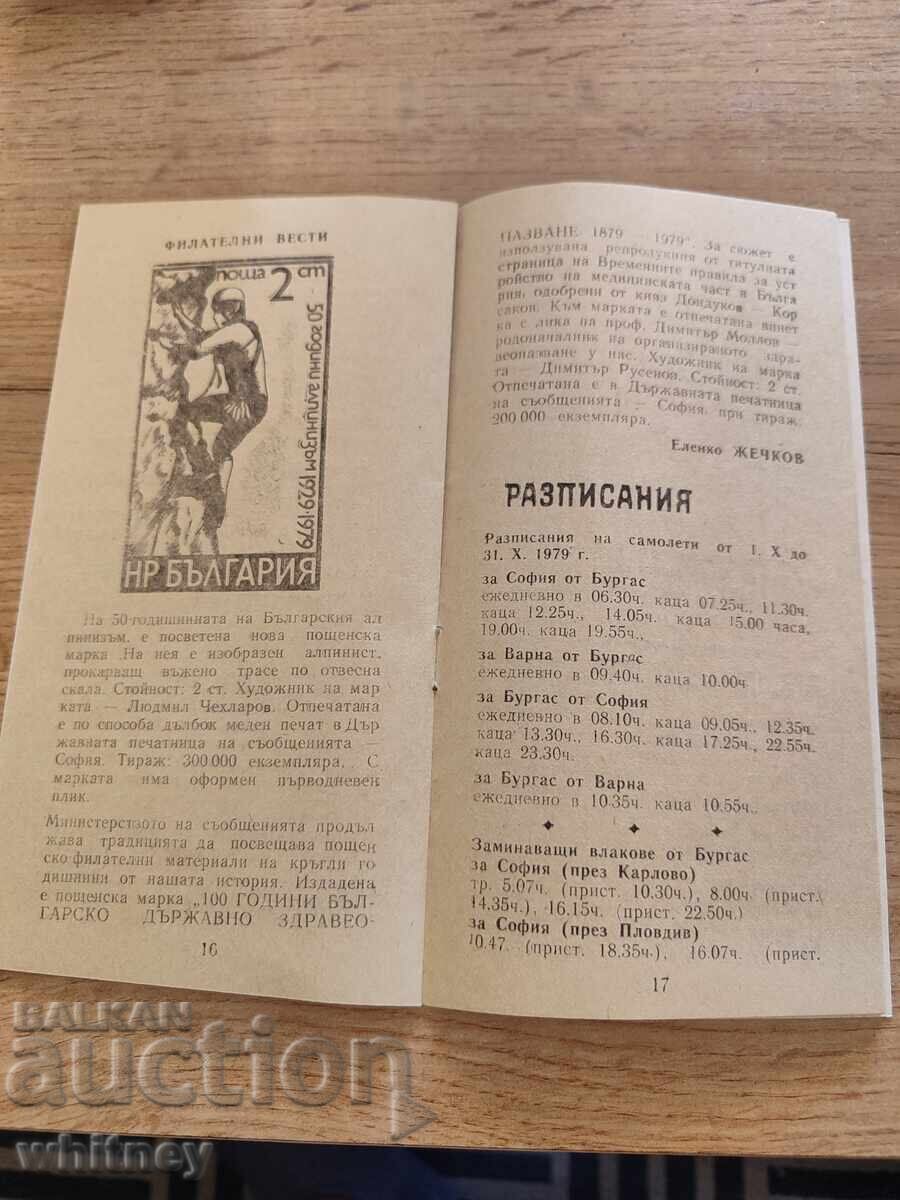 ФИЛАТЕЛНИ ВЕСТИ
поща 2 ст
50 години алпинизъм 1929·1979
НР БЪЛГАРИЯ
На 50-годишнината на Българския ал
пинизъм, е посветена нова пощенска
марка .На нея е изобразен алпинист,
прокарващ въжено трасе по отвесна
скала. Стойност: 2 ст. Художник на мар
ката — Людмил Чехларов. Отпечатана
е по способа дълбок меден печат в Дър
жавната печатница на съобщенията —
София. Тираж: 300 000 екземпляра, . С
марката има оформен първодневен
плик.
Министерството на съобщенията продъл
жава традицията да посвещава пощен
ско-филателни материали на кръгли го
дишнини от нашата история. Издадена
е пощенска марка „100 ГОДИНИ БЪЛ-
ГАРСКО ДЪРЖАВНО ЗДРАВЕО-
16
ПАЗВАНЕ 1879 — 1979". За сюжет е
използувана репродукция от титулната
страница на Временните правила за уст
ройство на медицинската част в Бълга
рия, одобрени от княз Дондуков — Кор
саков. Към марката е отпечатана винет
ка с лика на проф. Димитър Моллов —
родоначалник на организираното здра-
веопазване у нас. Художник на марка
та — Димитър Русенов. Стойност: 2 ст.
Отпечатана е в Държавната печатница
на съобщенията — София, при тираж:
200 000 екземпляра.
Еленко ЖЕЧКОВ
РАЗПИСАНИЯ
Разписания на самолети от 1. X до
31. X. 1979 г.
за София от Бургас
ежедневно в 06.30ч. каца 07.25ч., 11.30ч.
каца 12.25ч., 14.05ч. каца 15.00 часа,
19.00ч. каца 19.55ч.,
за Варна от Бургас
ежедневно в 09.40ч. каца 10.00ч.
за Бургас от София
ежедневно в 08.10ч. каца 09.05ч., 12.35ч.
каца 13.30ч., 16.30ч. каца 17.25ч., 22.55ч.
каца 23.30ч.
за Бургас от Варна
ежедневно в 10.35ч. каца 10.55ч.,
Заминаващи влакове от Бургас
за София (през Карлово)
тр. 5.07ч. (прист. 10.30ч.), 8.00ч. (прист.
14.35ч.), 16.15ч. (прист. 22.50ч.)
за София (през Пловдив)
10.47. (прист. 18.35ч.), 16.07ч. (прист.
17
BALKAN
auction
whitney